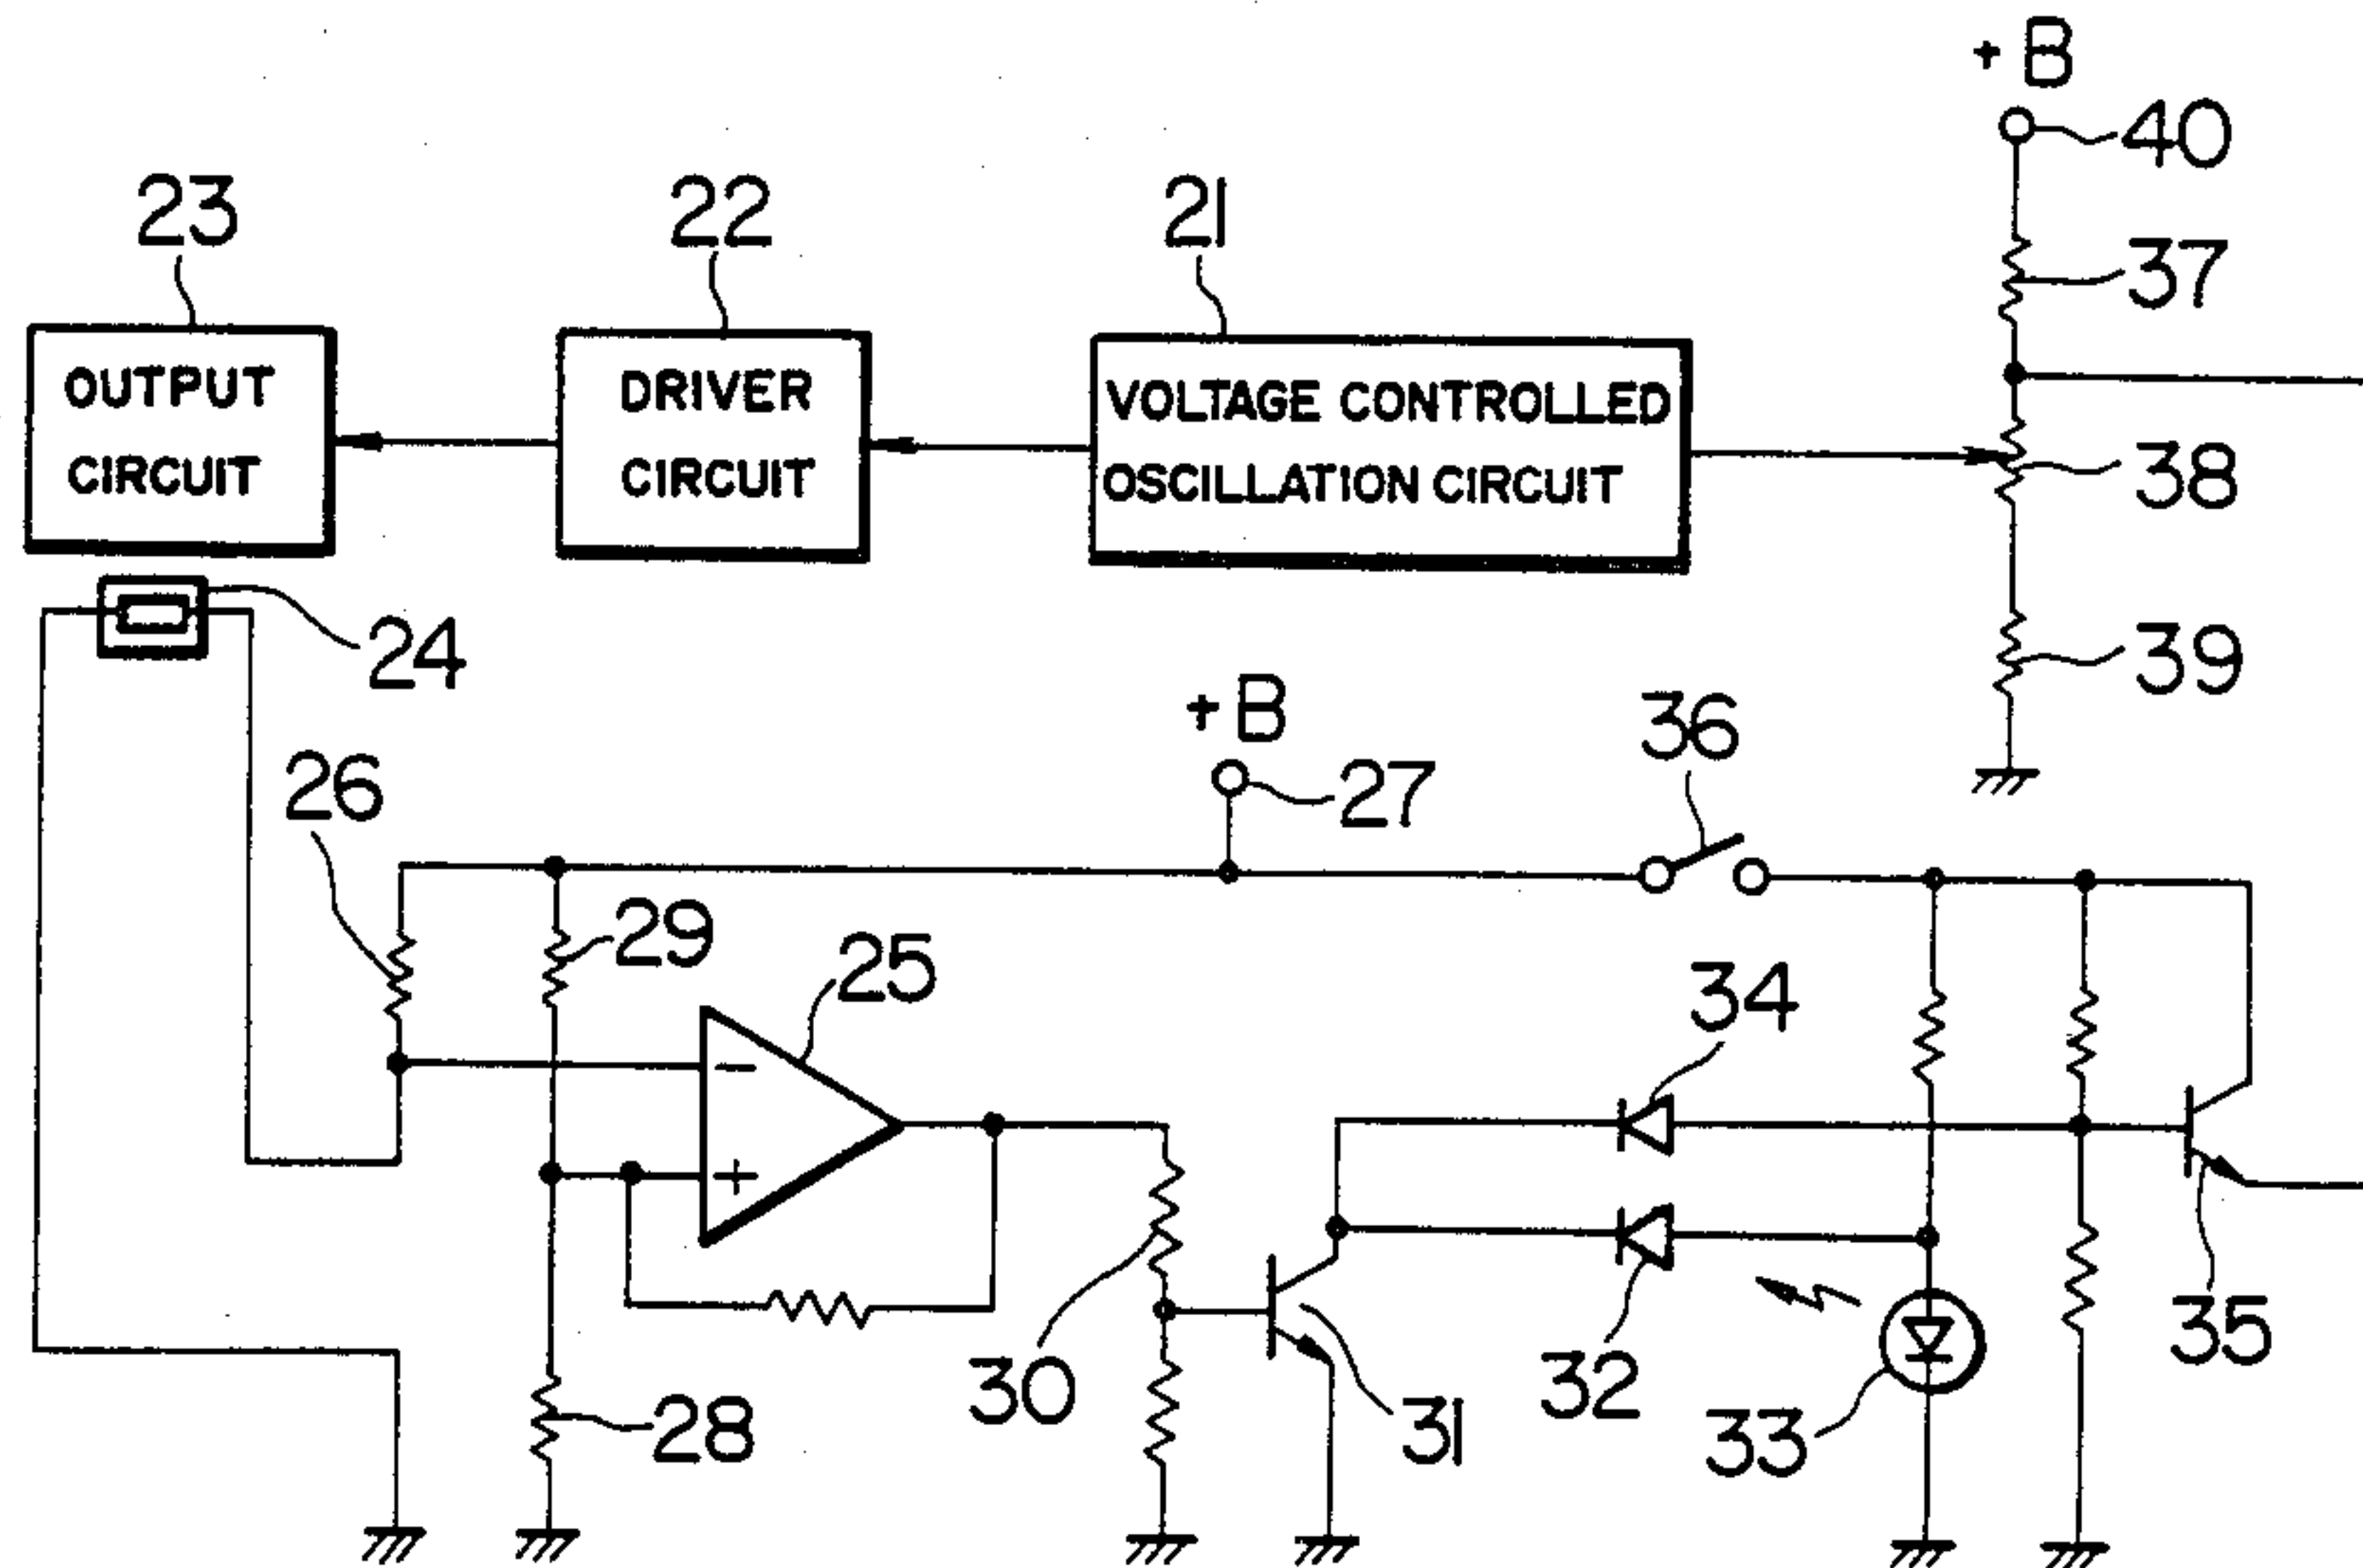 + B
40
23
22
21
37
OUTPUT
CIRCUIT
DRIVER
CIRCUIT
VOLTAGE CONTROLLED
OSCILLATION CIRCUIT
38
24
39
+ B
36
26
27
29
25
34
−
+
30
31
32
33
35
28